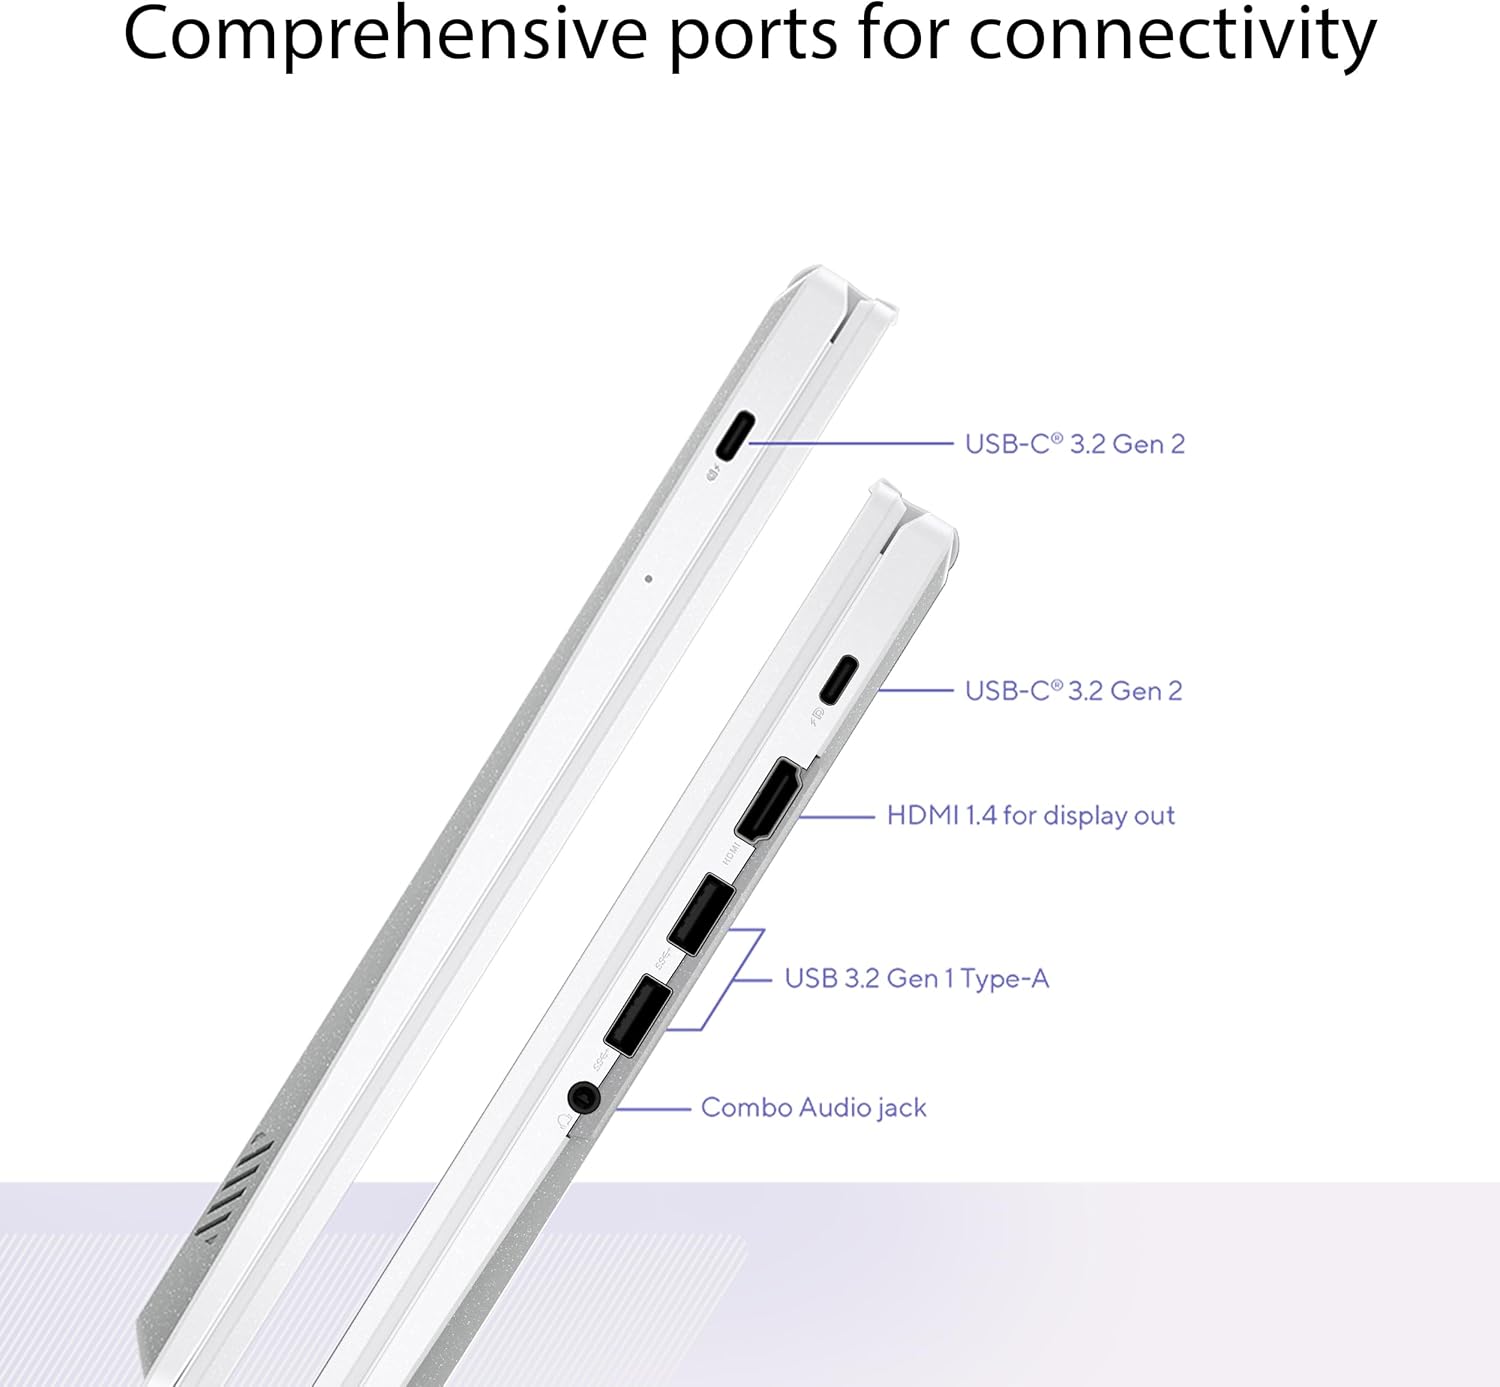 Comprehensive ports for connectivity
USB-C® 3.2 Gen 2
USB-C® 3.2 Gen 2
HDMI 1.4 for display out
HDMI
USB 3.2 Gen 1 Type-A
Combo Audio jack